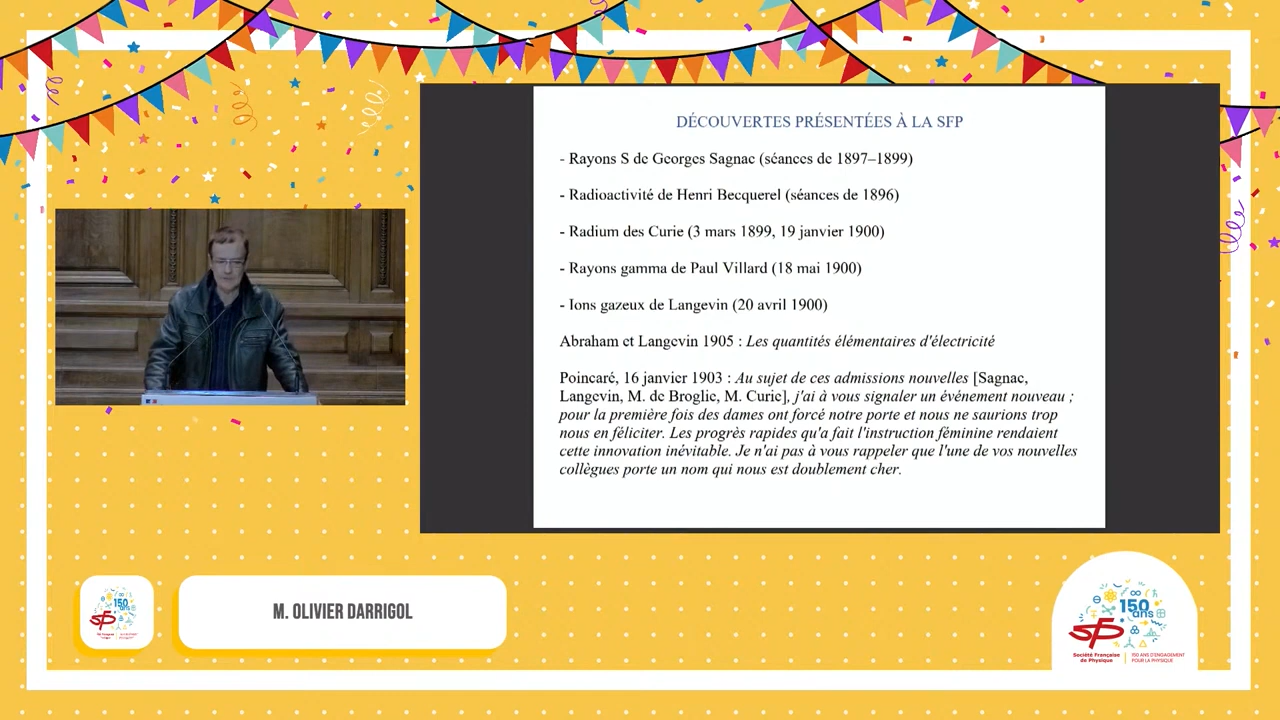 DÉCOUVERTES PRÉSENTÉES À LA SFP
- Rayons S de Georges Sagnac (séances de 1897–1899)
- Radioactivité de Henri Becquerel (séances de 1896)
- Radium des Curie (3 mars 1899, 19 janvier 1900)
- Rayons gamma de Paul Villard (18 mai 1900)
- Ions gazeux de Langevin (20 avril 1900)
Abraham et Langevin 1905 : Les quantités élémentaires d'électricité
Poincaré, 16 janvier 1903 : Au sujet de ces admissions nouvelles [Sagnac,
Langevin, M. de Broglie, M. Curie], j'ai à vous signaler un événement nouveau ;
pour la première fois des dames ont forcé notre porte et nous ne saurions trop
nous en féliciter. Les progrès rapides qu'a fait l'instruction féminine rendaient
cette innovation inévitable. Je n'ai pas à vous rappeler que l'une de vos nouvelles
collègues porte un nom qui nous est doublement cher.
150
ans
sfp
M. OLIVIER DARRIGOL
150
ans
sfp
Société Française
de Physique
150 ANS D'ENGAGEMENT
POUR LA PHYSIQUE